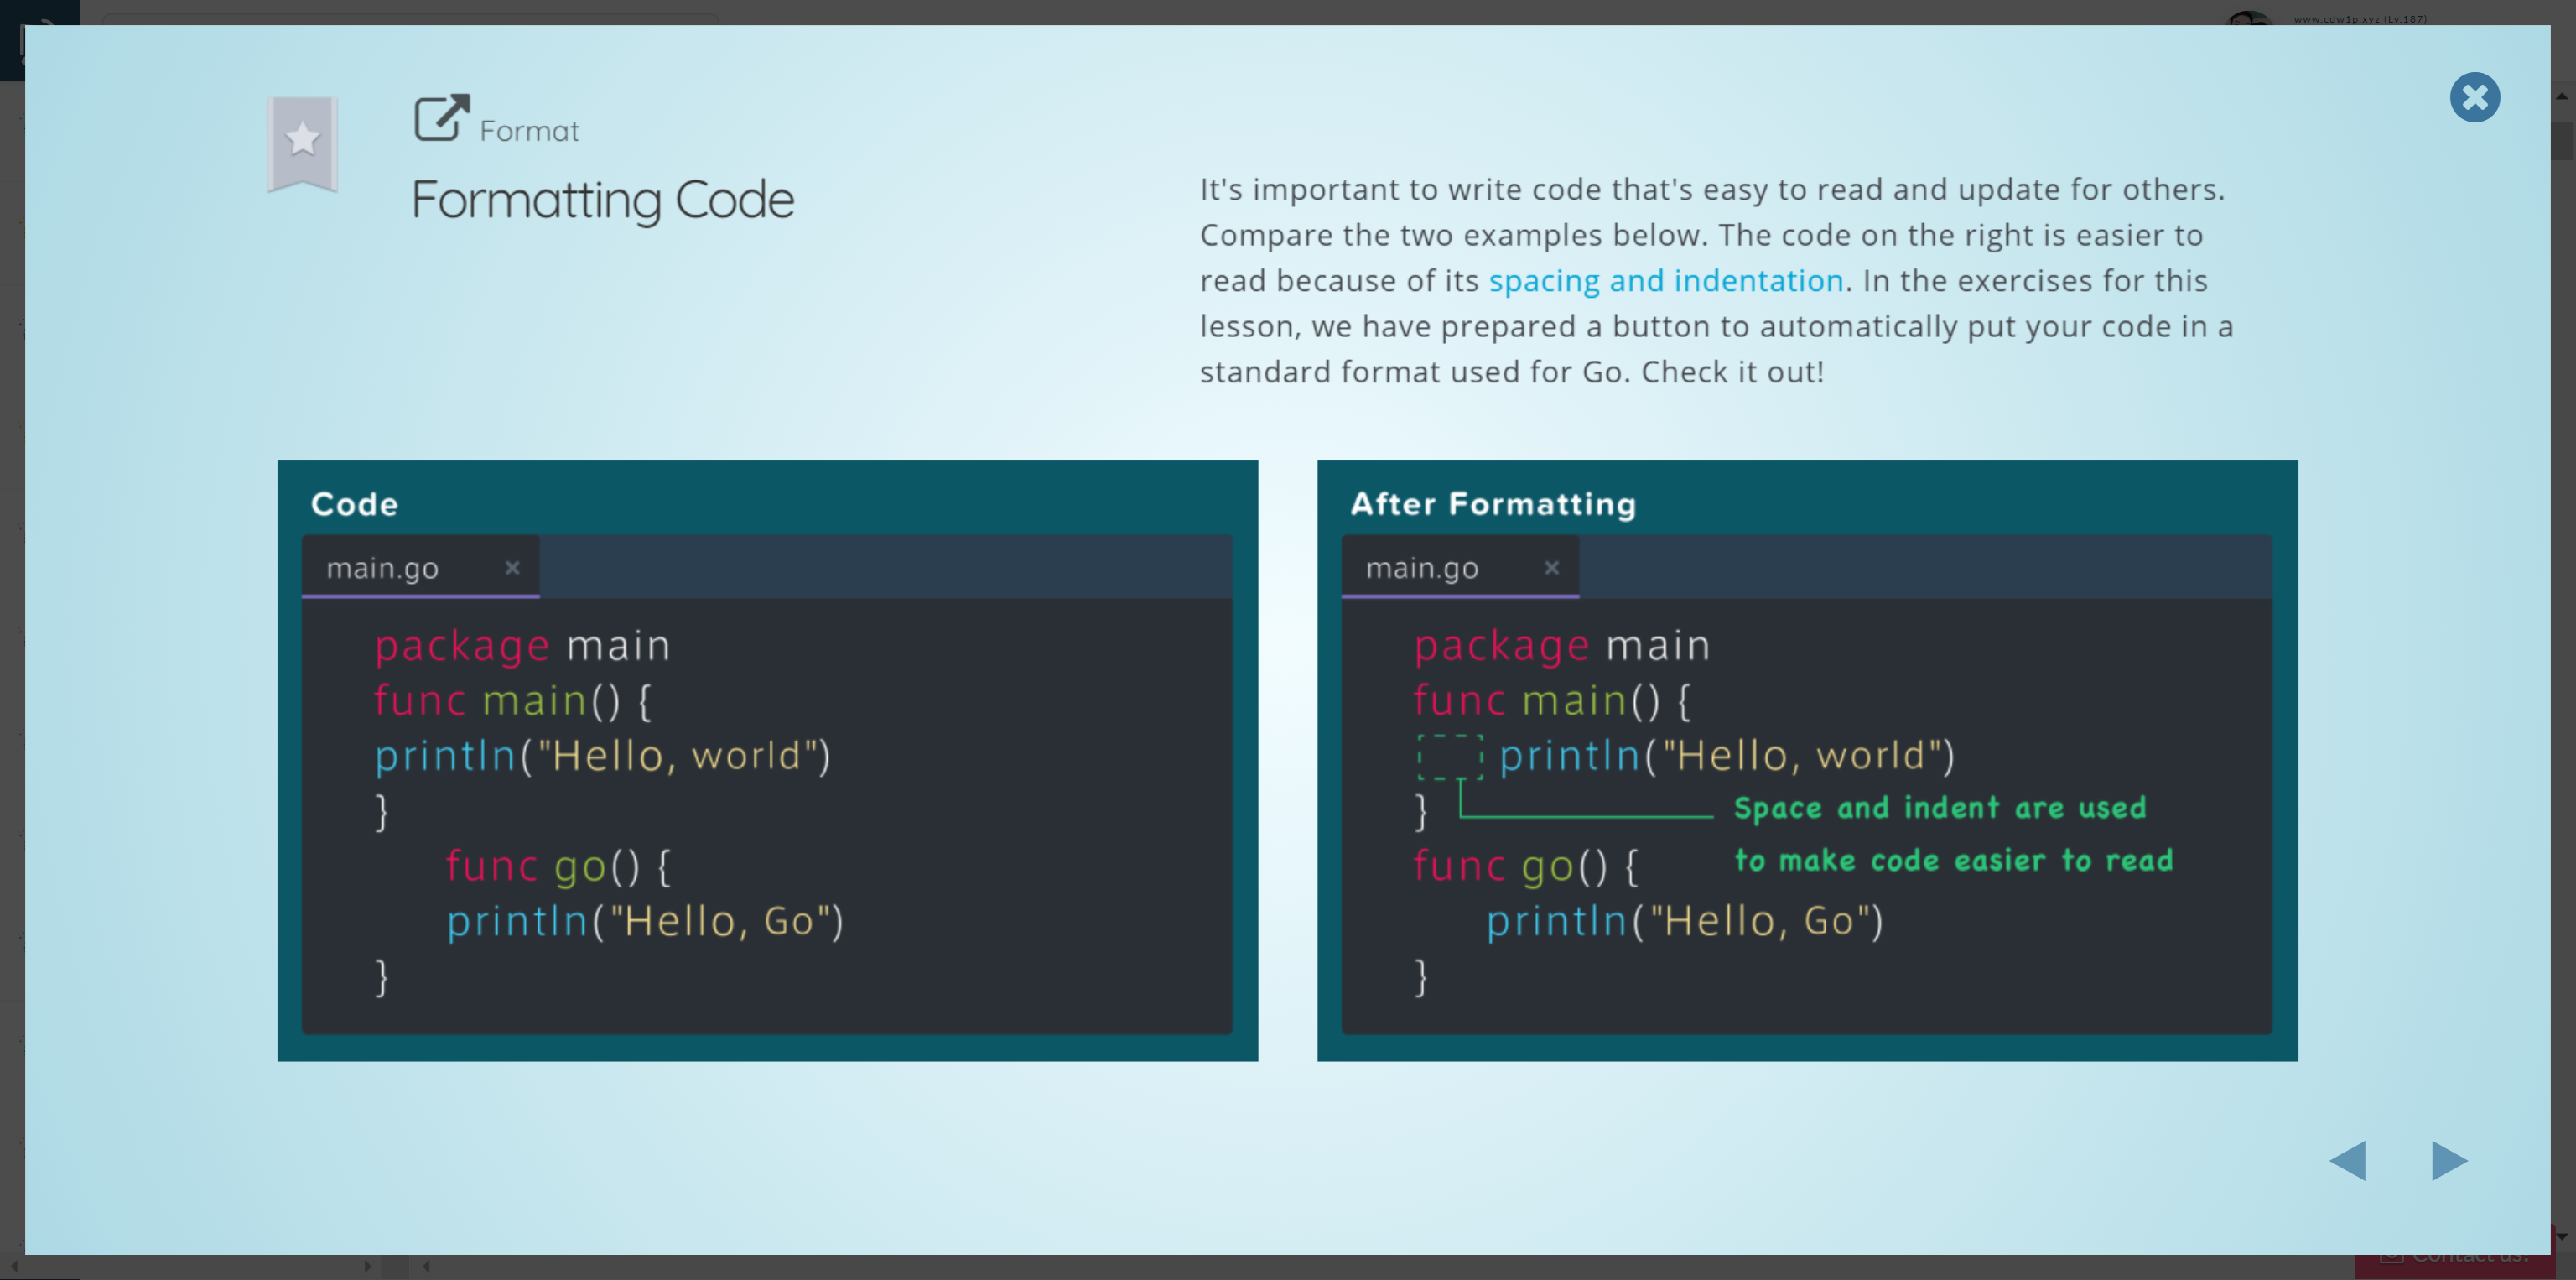 www.cdw1p.xyz (Lv.187)
Format
Formatting Code
It's important to write code that's easy to read and update for others.
Compare the two examples below. The code on the right is easier to
read because of its spacing and indentation. In the exercises for this
lesson, we have prepared a button to automatically put your code in a
standard format used for Go. Check it out!
Code
main.go
package main
func main() {
println("Hello, world")
}
func go() {
println("Hello, Go")
}
After Formatting
main.go
package main
func main() {
println("Hello, world")
}
Space and indent are used
to make code easier to read
func go() {
println("Hello, Go")
}
Contact us!